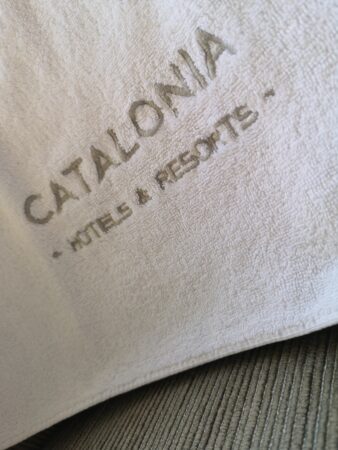 CATALONIA
- HOTELS & RESORTS -